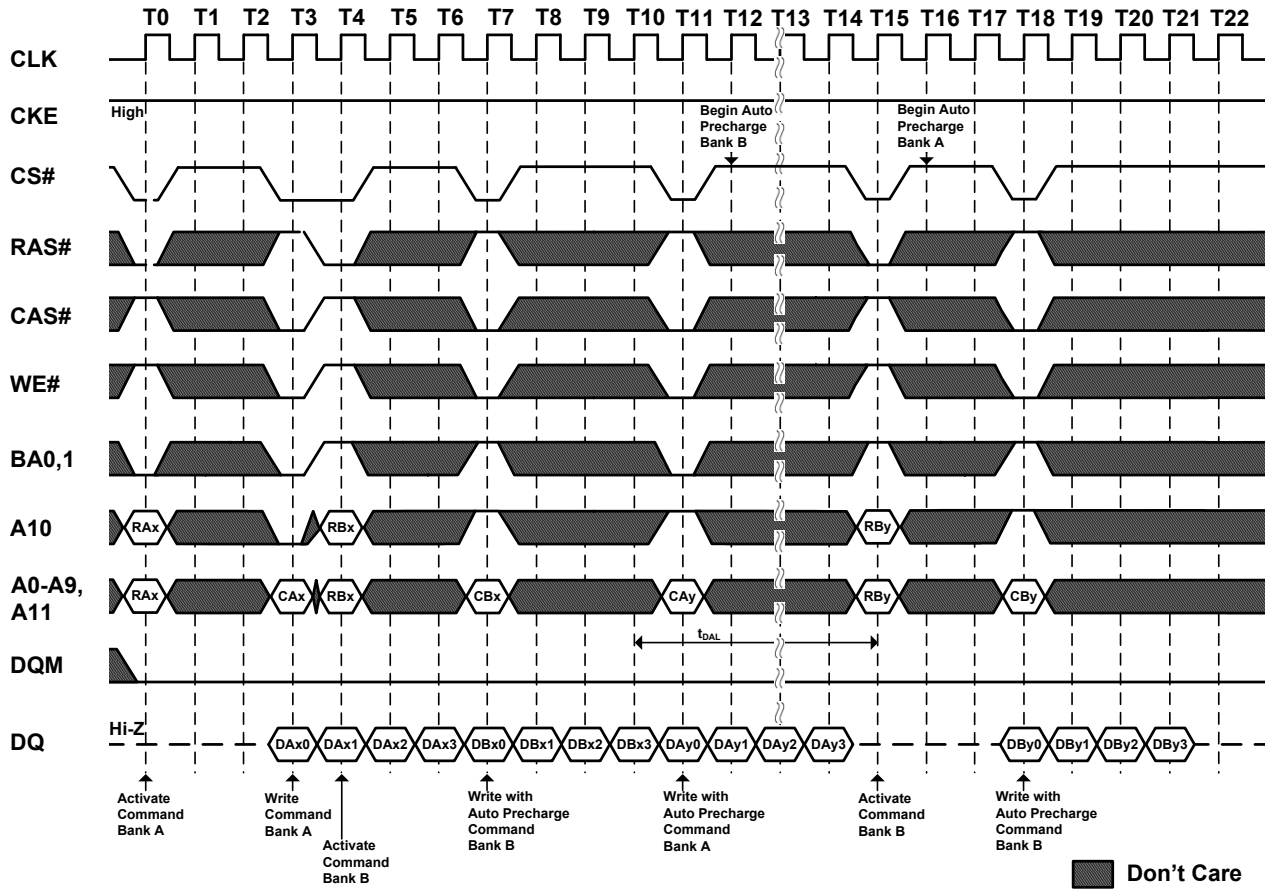 T0 T1 T2 T3 T4 T5 T6 T7 T8 T9 T10 T11 T12 T13 T14 T15 T16 T17 T18 T19 T20 T21 T22
CLK
CKE
High
Begin Auto
Precharge
Bank B
Begin Auto
Precharge
Bank A
CS#
RAS#
CAS#
WE#
BA0,1
A10
RAx RBx RBy
A0-A9,
A11
RAx CAx RBx CBx CAy RBy CBy
tDAL
DQM
Hi-Z
DQ
DAx0 DAx1 DAx2 DAx3 DBx0 DBx1 DBx2 DBx3 DAy0 DAy1 DAy2 DAy3 DBy0 DBy1 DBy2 DBy3
Activate
Command
Bank A
Write
Command
Bank A
Activate
Command
Bank B
Write with
Auto Precharge
Command
Bank B
Write with
Auto Precharge
Command
Bank A
Activate
Command
Bank B
Write with
Auto Precharge
Command
Bank B
Don't Care